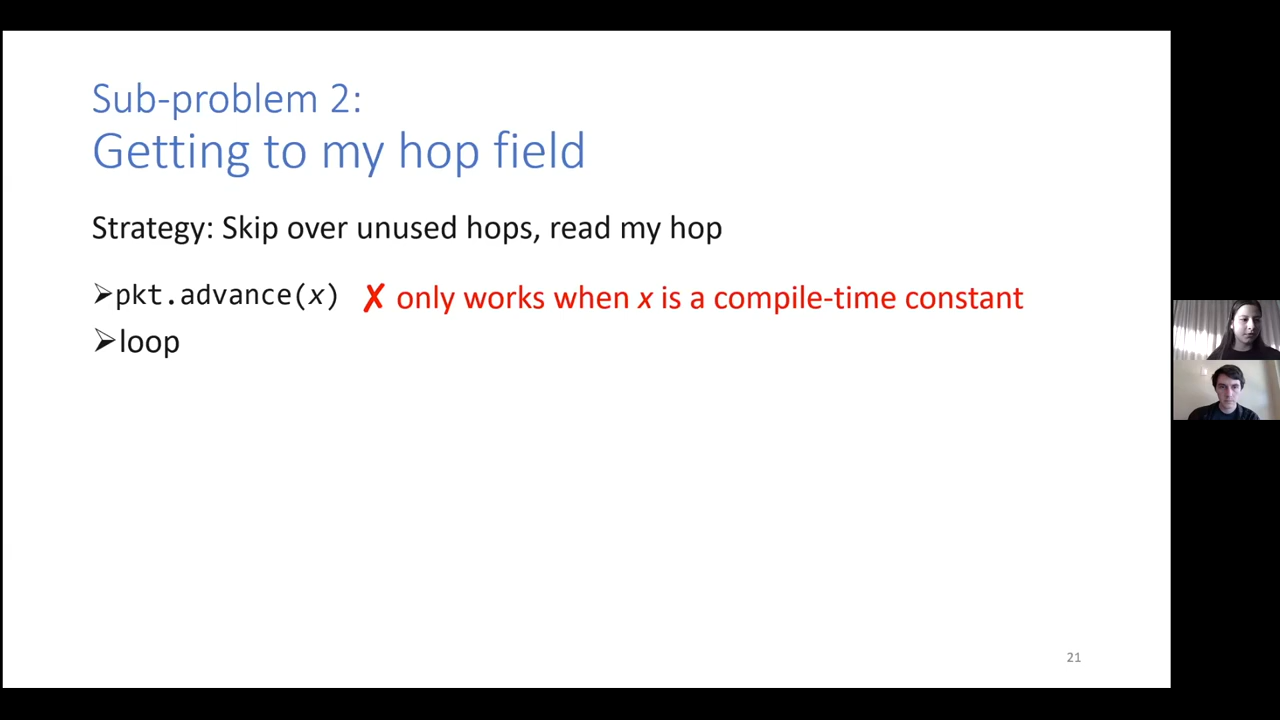 Sub-problem 2:
Getting to my hop field
Strategy: Skip over unused hops, read my hop
➢pkt.advance(x) ✗ only works when x is a compile-time constant
➢loop
21